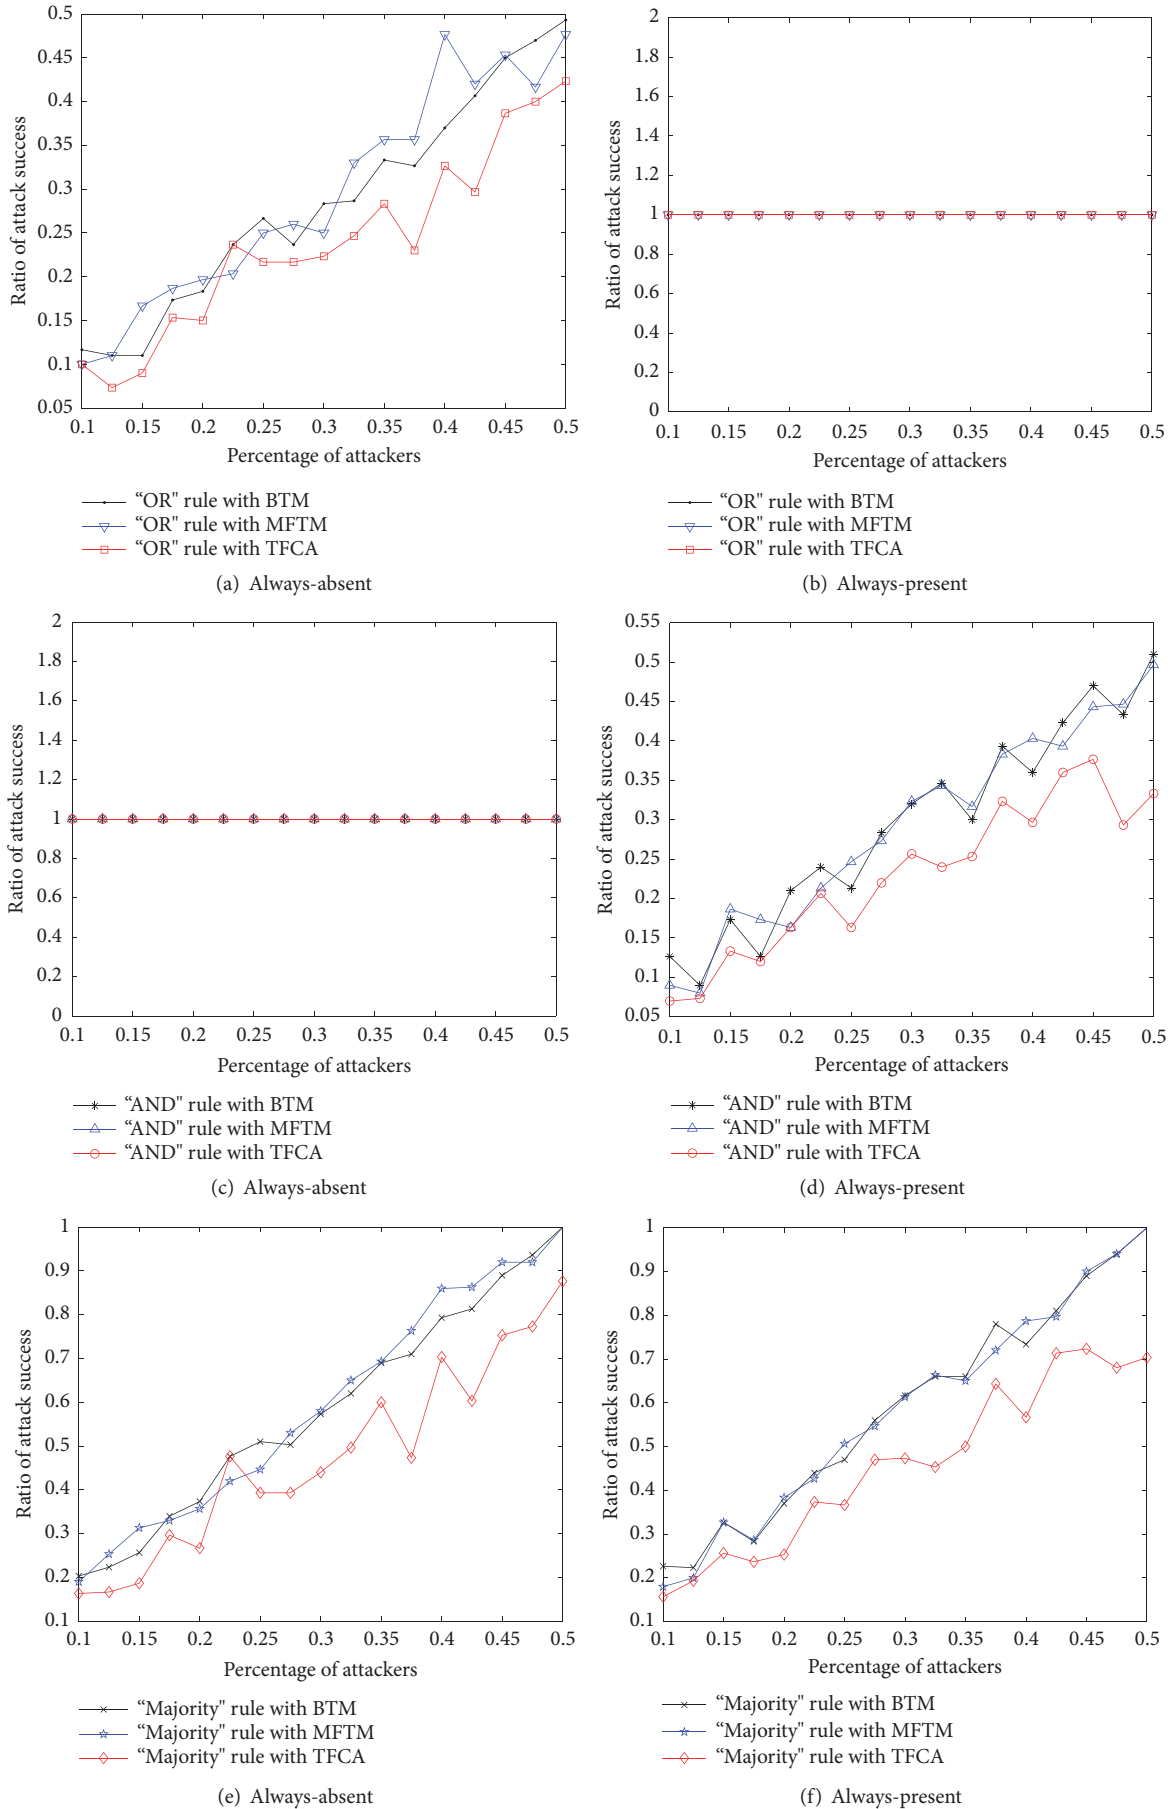 0.5
0.45
0.4
0.35
0.3
0.25
0.2
0.15
0.1
0.05
Ratio of attack success
0.1 0.15 0.2 0.25 0.3 0.35 0.4 0.45 0.5
Percentage of attackers
“OR" rule with BTM
“OR" rule with MFTM
“OR" rule with TFCA
(a) Always-absent
2
1.8
1.6
1.4
1.2
1
0.8
0.6
0.4
0.2
0
Ratio of attack success
0.1 0.15 0.2 0.25 0.3 0.35 0.4 0.45 0.5
Percentage of attackers
“OR" rule with BTM
“OR" rule with MFTM
“OR" rule with TFCA
(b) Always-present
2
1.8
1.6
1.4
1.2
1
0.8
0.6
0.4
0.2
0
Ratio of attack success
0.1 0.15 0.2 0.25 0.3 0.35 0.4 0.45 0.5
Percentage of attackers
“AND" rule with BTM
“AND" rule with MFTM
“AND" rule with TFCA
(c) Always-absent
0.55
0.5
0.45
0.4
0.35
0.3
0.25
0.2
0.15
0.1
0.05
Ratio of attack success
0.1 0.15 0.2 0.25 0.3 0.35 0.4 0.45 0.5
Percentage of attackers
“AND" rule with BTM
“AND" rule with MFTM
“AND" rule with TFCA
(d) Always-present
1
0.9
0.8
0.7
0.6
0.5
0.4
0.3
0.2
0.1
Ratio of attack success
0.1 0.15 0.2 0.25 0.3 0.35 0.4 0.45 0.5
Percentage of attackers
“Majority" rule with BTM
“Majority" rule with MFTM
“Majority" rule with TFCA
(e) Always-absent
1
0.9
0.8
0.7
0.6
0.5
0.4
0.3
0.2
0.1
Ratio of attack success
0.1 0.15 0.2 0.25 0.3 0.35 0.4 0.45 0.5
Percentage of attackers
“Majority" rule with BTM
“Majority" rule with MFTM
“Majority" rule with TFCA
(f) Always-present